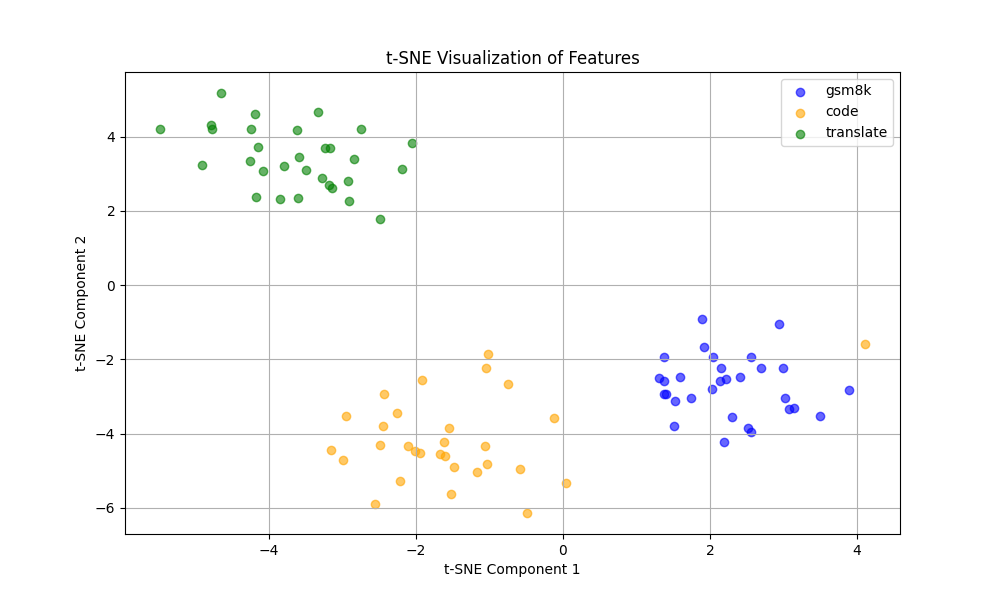 t-SNE Visualization of Features
gsm8k
code
translate
4
2
0
−2
−4
−6
t-SNE Component 2
−4
−2
0
2
4
t-SNE Component 1